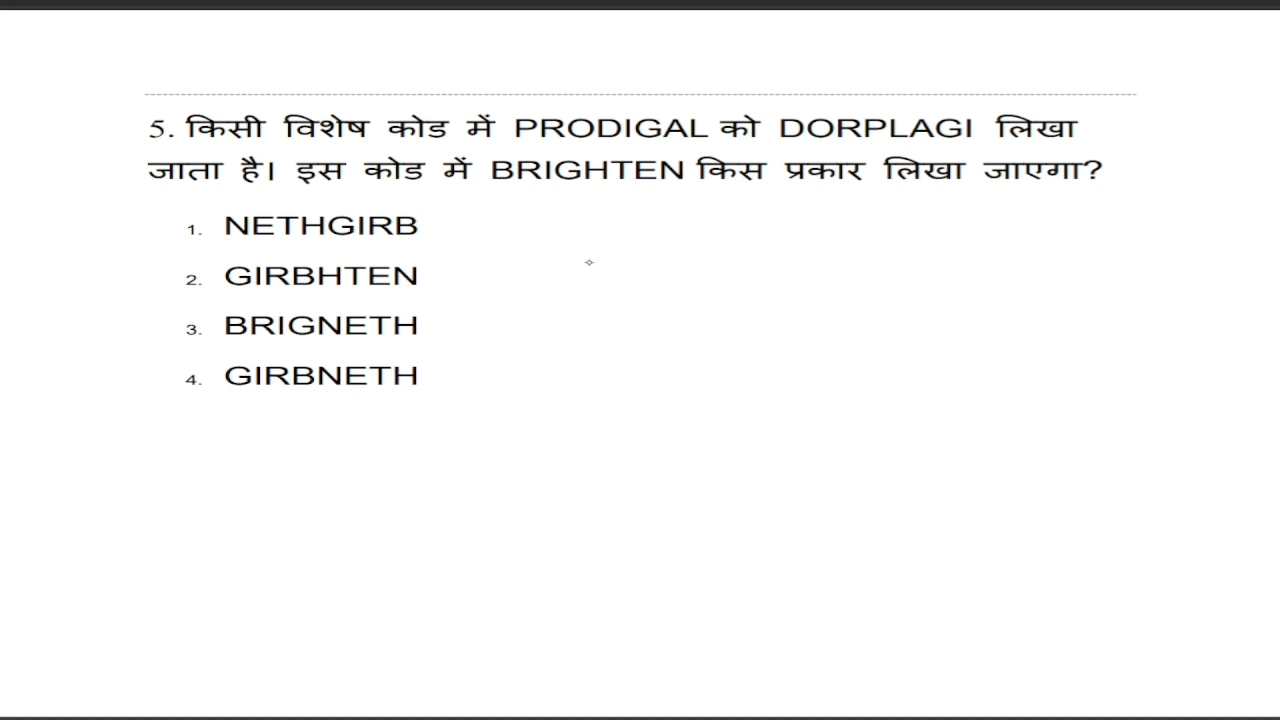 5. किसी विशेष कोड में PRODIGAL को DORPLAGI लिखा
जाता है। इस कोड में BRIGHTEN किस प्रकार लिखा जाएगा?
1. NETHGIRB
2. GIRBHTEN
3. BRIGNETH
4. GIRBNETH